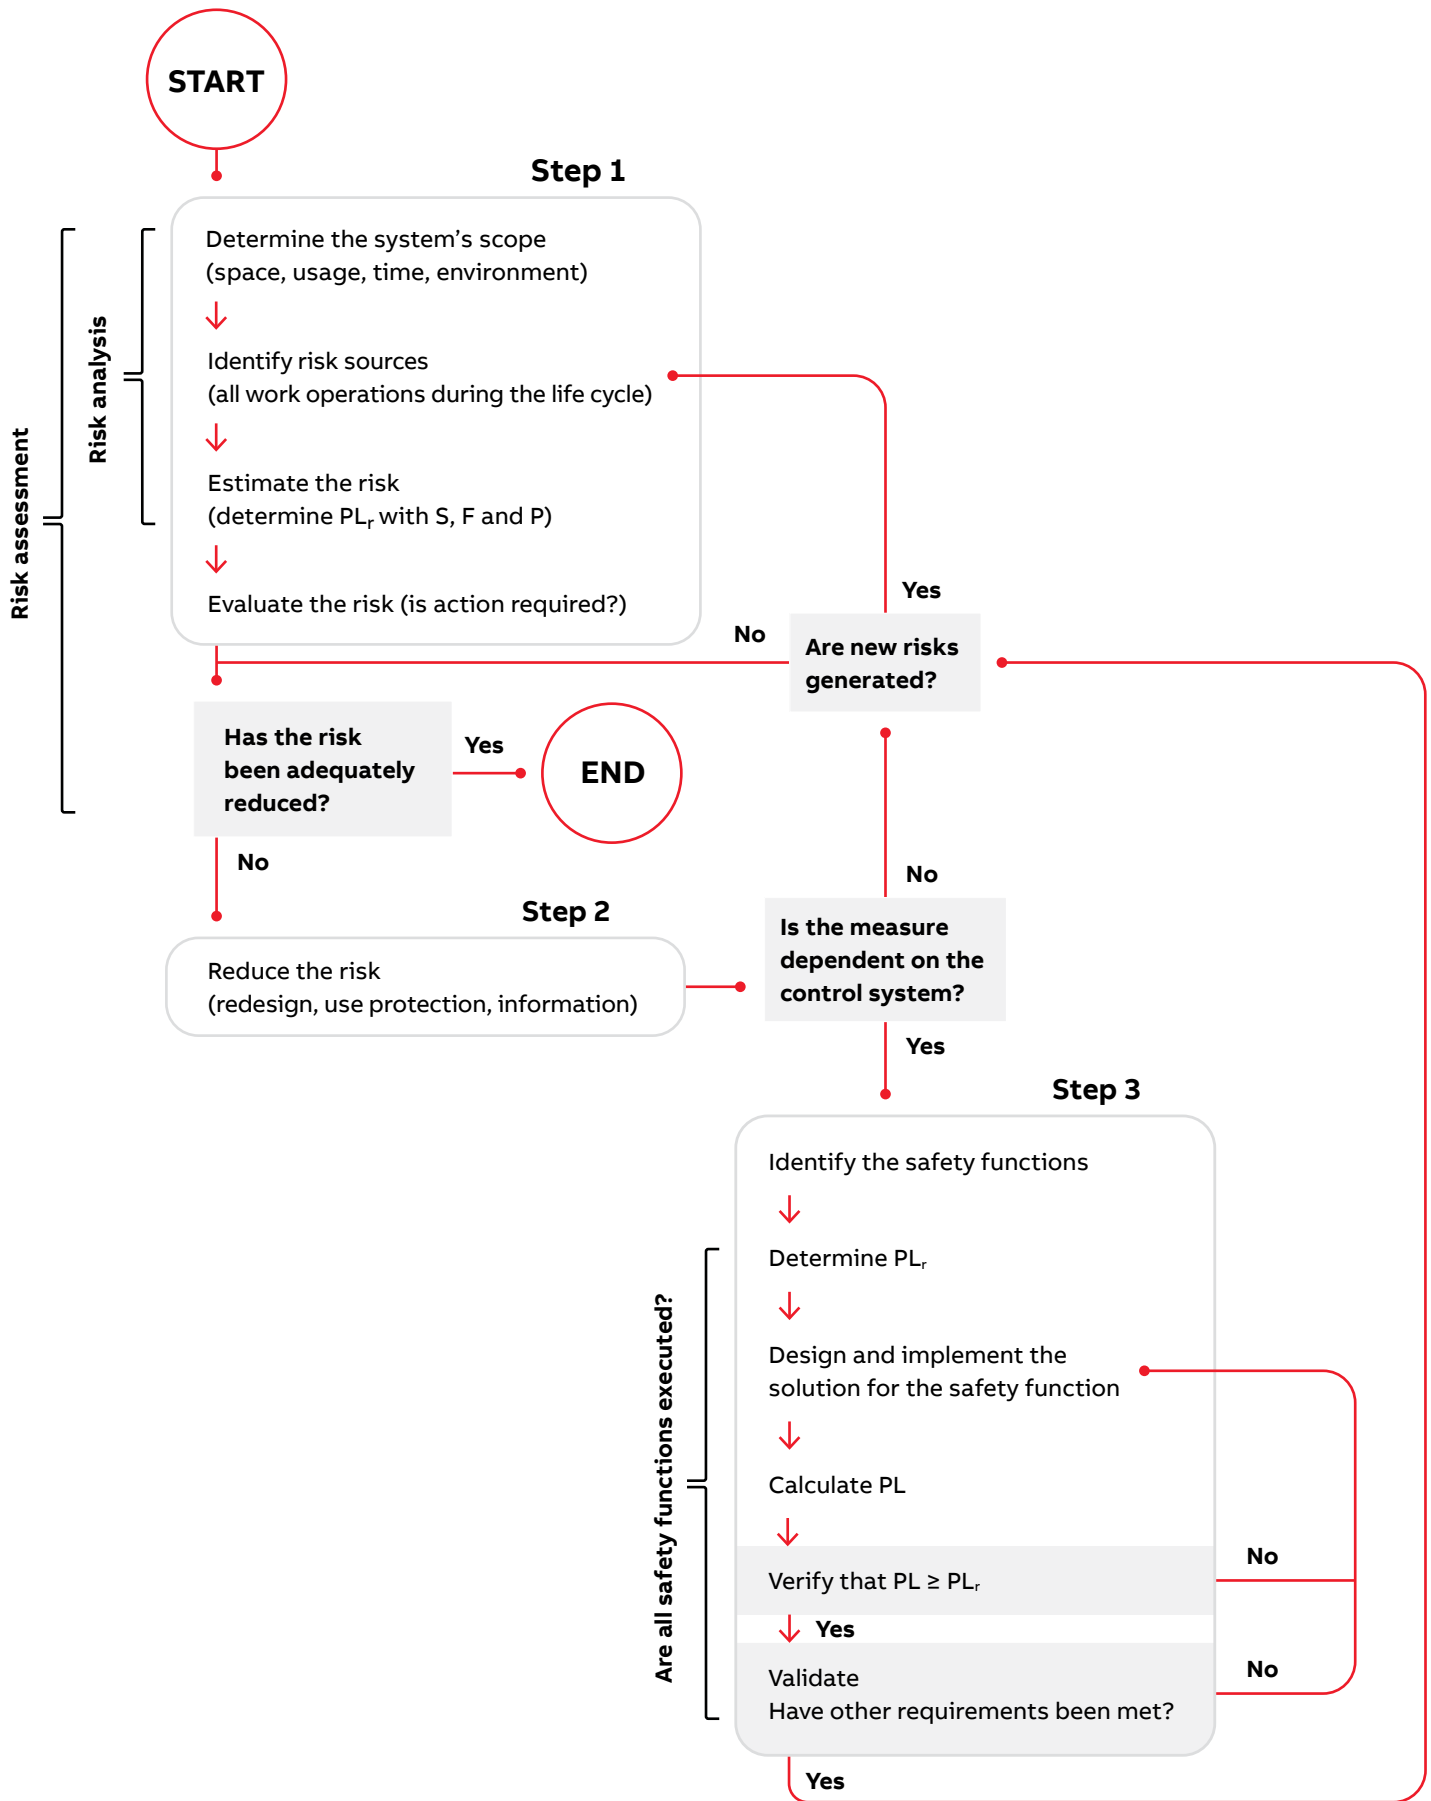 START
Step 1
Determine the system’s scope
(space, usage, time, environment)
Identify risk sources
(all work operations during the life cycle)
Estimate the risk
(determine PLr with S, F and P)
Evaluate the risk (is action required?)
Risk analysis
Risk assessment
Yes
No
Are new risks
generated?
Has the risk
been adequately
reduced?
Yes
END
No
No
Step 2
Reduce the risk
(redesign, use protection, information)
Is the measure
dependent on the
control system?
Yes
Step 3
Identify the safety functions
Determine PLr
Design and implement the
solution for the safety function
Calculate PL
Verify that PL ≥ PLr
No
Yes
Validate
Have other requirements been met?
No
Are all safety functions executed?
Yes